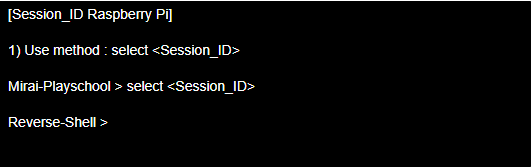 [Session_ID Raspberry Pi]
1) Use method : select <Session_ID>
Mirai-Playschool > select <Session_ID>
Reverse-Shell >